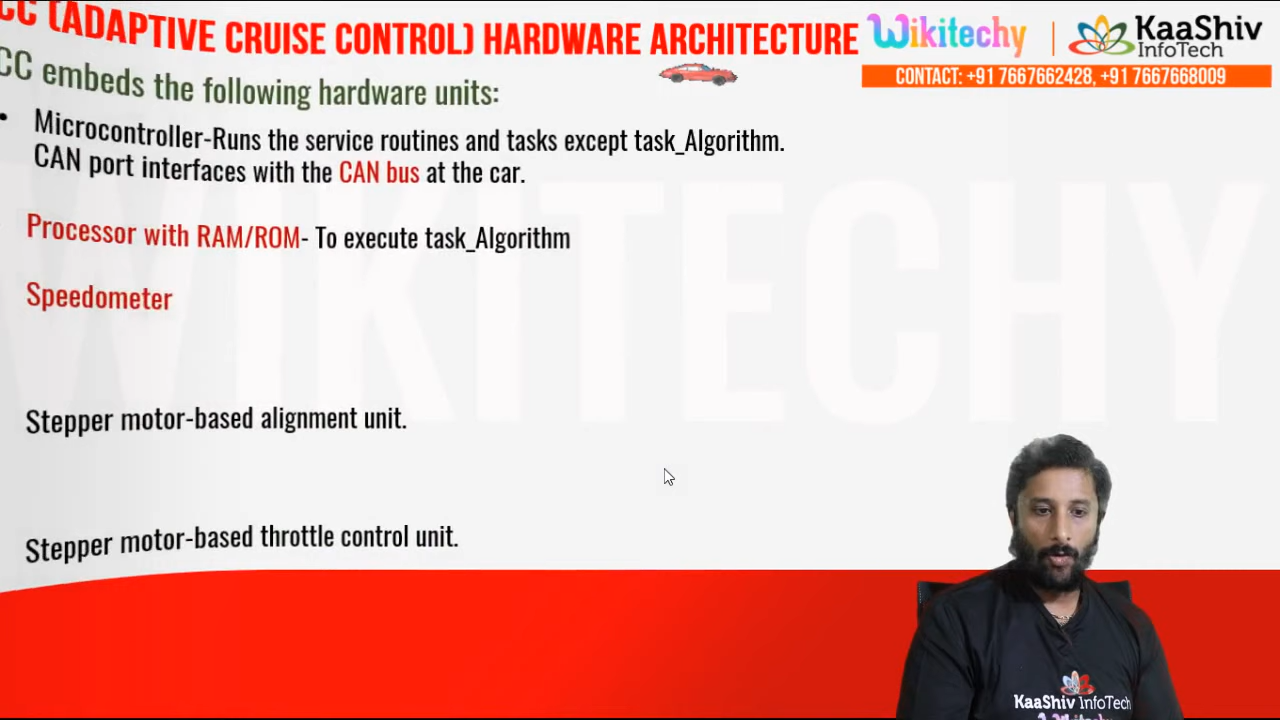 CC (ADAPTIVE CRUISE CONTROL) HARDWARE ARCHITECTURE
Wikitechy
KaaShiv
InfoTech
CONTACT: +91 7667662428, +91 7667668009
CC embeds the following hardware units:
• Microcontroller-Runs the service routines and tasks except task_Algorithm.
CAN port interfaces with the CAN bus at the car.
Processor with RAM/ROM- To execute task_Algorithm
Speedometer
Stepper motor-based alignment unit.
Stepper motor-based throttle control unit.
WIKITECHY
KaaShiv InfoTech
Wikitechy